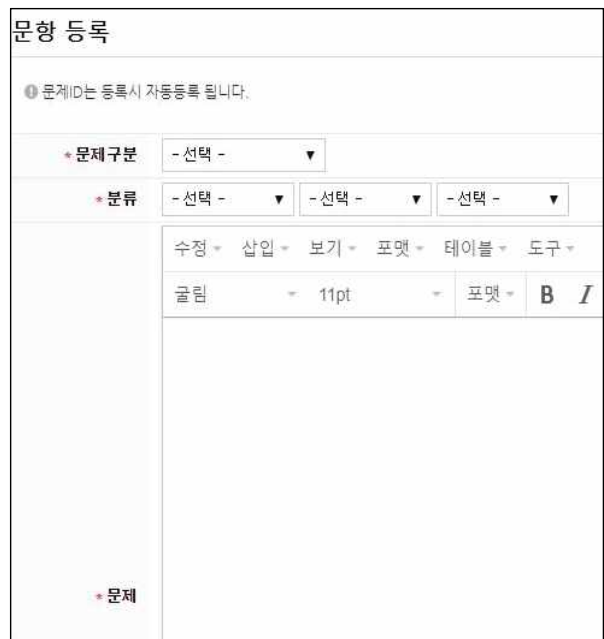 문항 등록
문제ID는 등록시 자동등록 됩니다.
* 문제구분 - 선택 -
* 분류 - 선택 - - 선택 - - 선택 -
수정 삽입 보기 포맷 테이블 도구
굴림 11pt 포맷 B I
* 문제